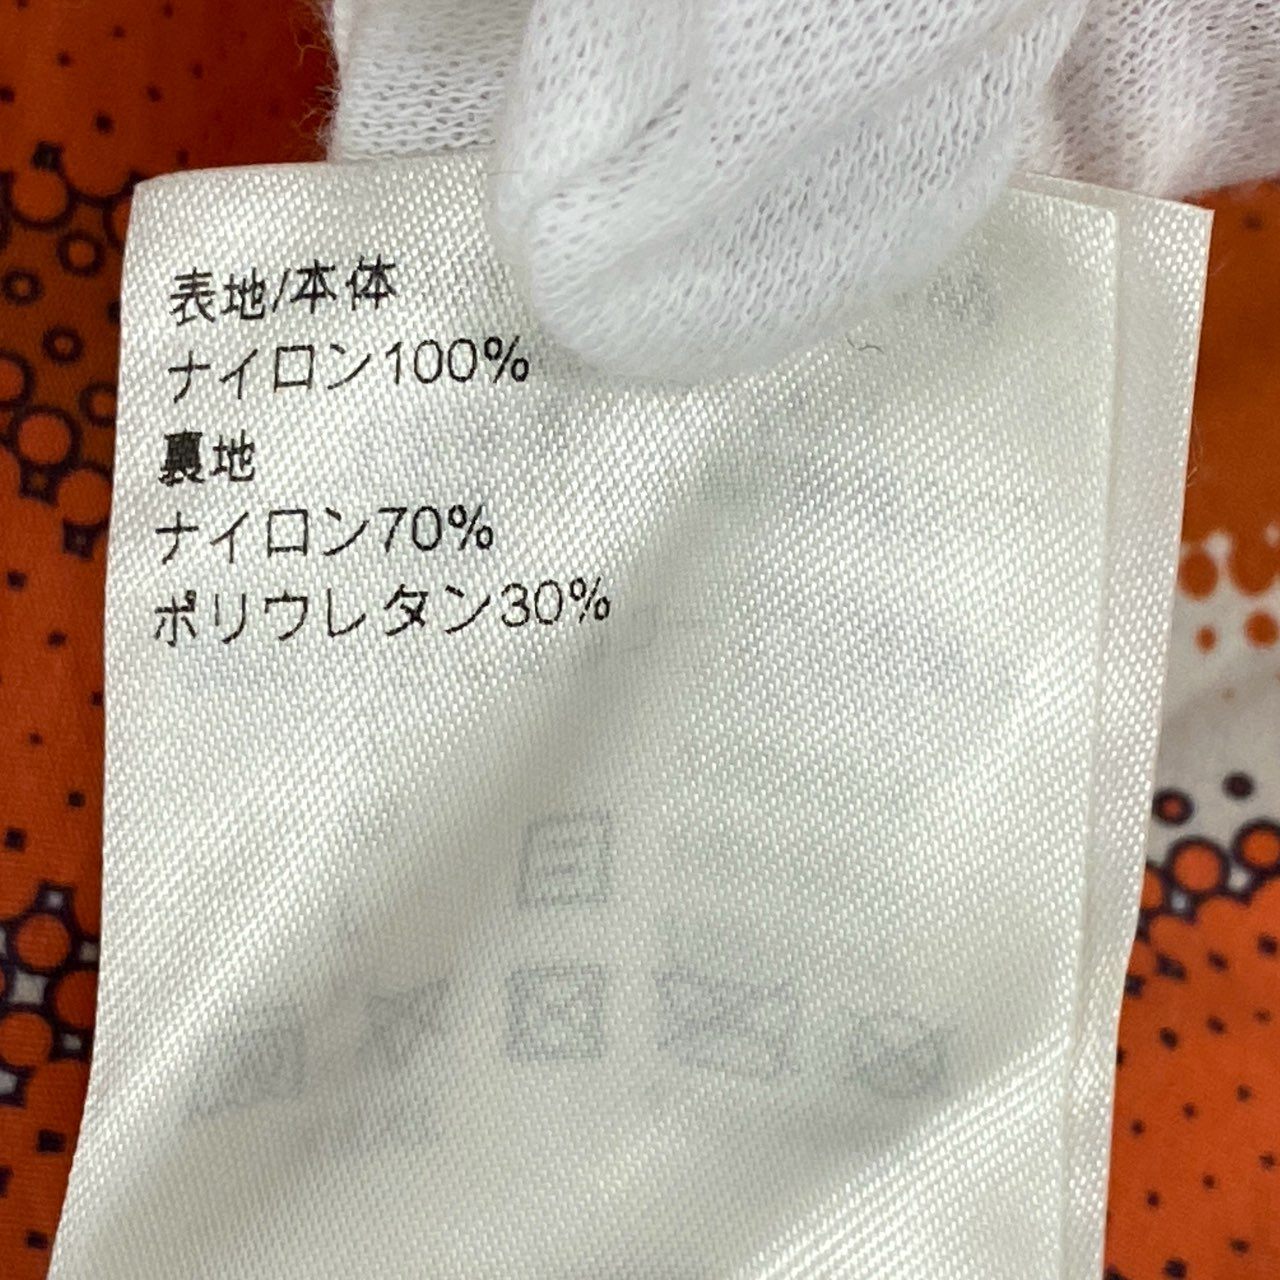 表地/本体
ナイロン100%
裏地
ナイロン70%
ポリウレタン30%